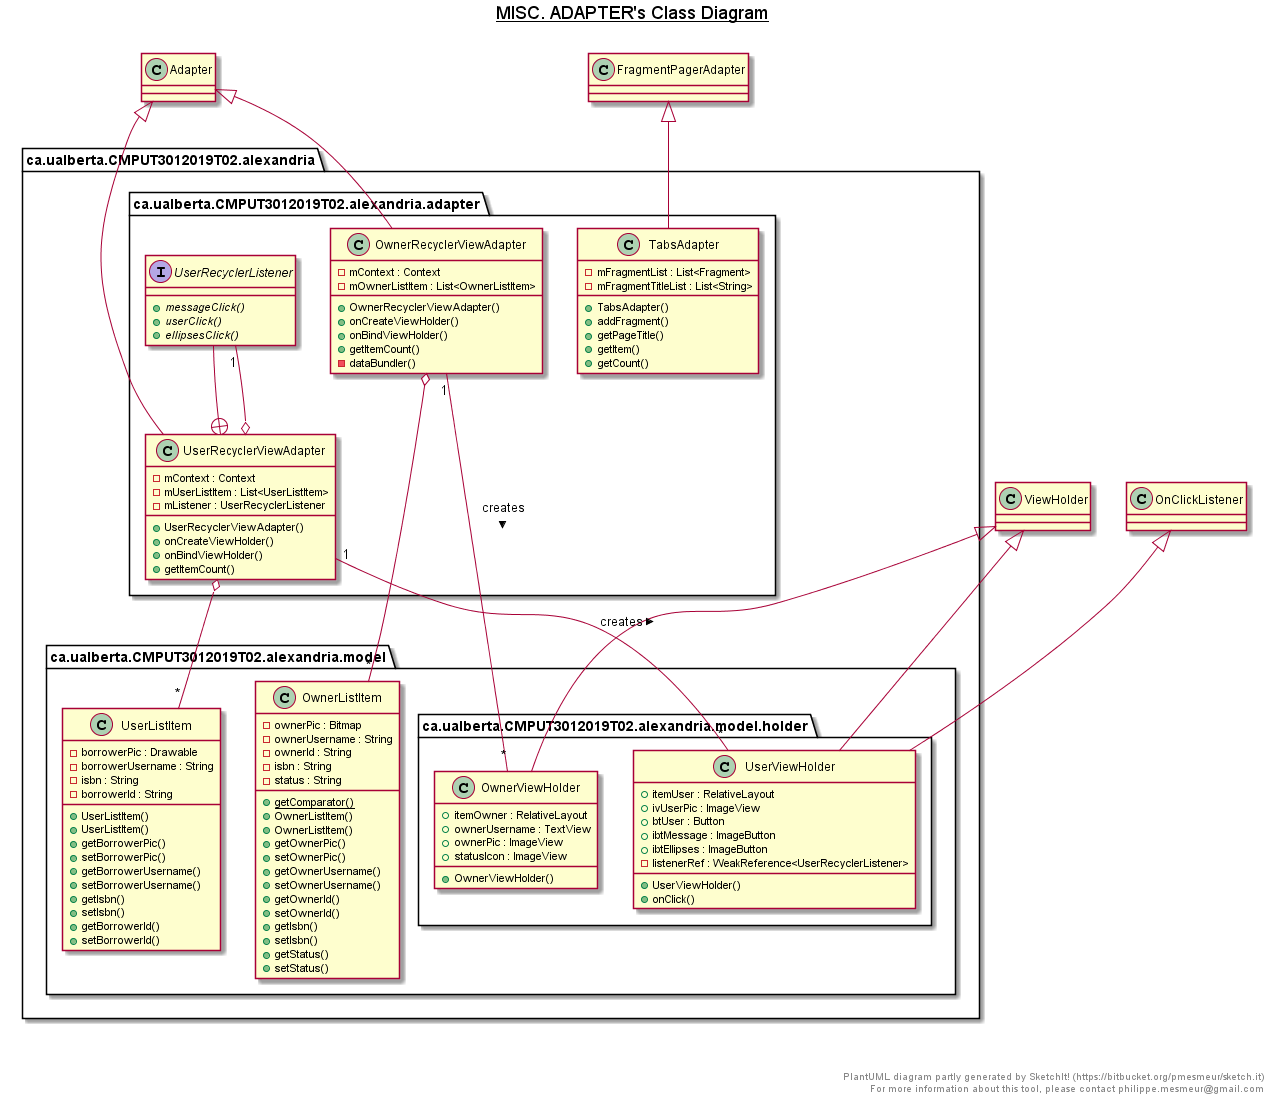 MISC. ADAPTER's Class Diagram
C Adapter
C FragmentPagerAdapter
ca.ualberta.CMPUT3012019T02.alexandria
ca.ualberta.CMPUT3012019T02.alexandria.adapter
I UserRecyclerListener
messageClick()
userClick()
ellipsesClick()
C OwnerRecyclerViewAdapter
mContext : Context
mOwnerListItem : List<OwnerListItem>
OwnerRecyclerViewAdapter()
onCreateViewHolder()
onBindViewHolder()
getItemCount()
dataBundler()
C TabsAdapter
mFragmentList : List<Fragment>
mFragmentTitleList : List<String>
TabsAdapter()
addFragment()
getPageTitle()
getItem()
getCount()
1
1
C UserRecyclerViewAdapter
mContext : Context
mUserListItem : List<UserListItem>
mListener : UserRecyclerListener
UserRecyclerViewAdapter()
onCreateViewHolder()
onBindViewHolder()
getItemCount()
creates
▼
1
C ViewHolder
C OnClickListener
creates ►
ca.ualberta.CMPUT3012019T02.alexandria.model
*
*
C UserListItem
borrowerPic : Drawable
borrowerUsername : String
isbn : String
borrowerId : String
UserListItem()
UserListItem()
getBorrowerPic()
setBorrowerPic()
getBorrowerUsername()
setBorrowerUsername()
getIsbn()
setIsbn()
getBorrowerId()
setBorrowerId()
C OwnerListItem
ownerPic : Bitmap
ownerUsername : String
ownerId : String
isbn : String
status : String
getComparator()
OwnerListItem()
OwnerListItem()
getOwnerPic()
setOwnerPic()
getOwnerUsername()
setOwnerUsername()
getOwnerId()
setOwnerId()
getIsbn()
setIsbn()
getStatus()
setStatus()
ca.ualberta.CMPUT3012019T02.alexandria.model.holder
*
*
C OwnerViewHolder
itemOwner : RelativeLayout
ownerUsername : TextView
ownerPic : ImageView
statusIcon : ImageView
OwnerViewHolder()
C UserViewHolder
itemUser : RelativeLayout
ivUserPic : ImageView
btUser : Button
ibtMessage : ImageButton
ibtEllipses : ImageButton
listenerRef : WeakReference<UserRecyclerListener>
UserViewHolder()
onClick()
PlantUML diagram partly generated by SketchIt! (https://bitbucket.org/pmesmeur/sketch.it)
For more information about this tool, please contact philippe.mesmeur@gmail.com